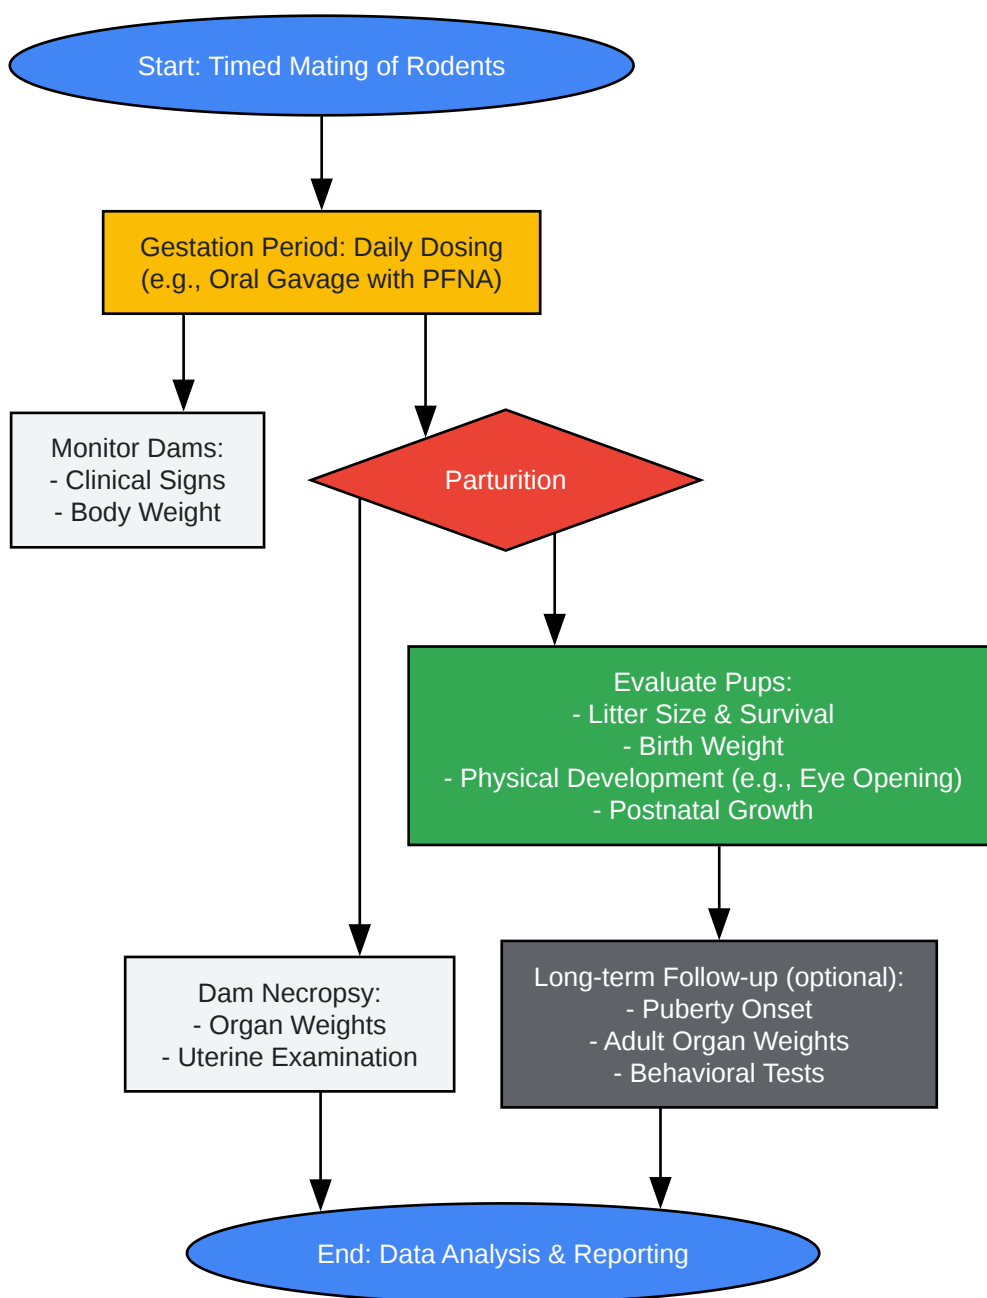 Start: Timed Mating of Rodents
Gestation Period: Daily Dosing
(e.g., Oral Gavage with PFNA)
Monitor Dams:
- Clinical Signs
- Body Weight
Parturition
Evaluate Pups:
- Litter Size & Survival
- Birth Weight
- Physical Development (e.g., Eye Opening)
- Postnatal Growth
Dam Necropsy:
- Organ Weights
- Uterine Examination
Long-term Follow-up (optional):
- Puberty Onset
- Adult Organ Weights
- Behavioral Tests
End: Data Analysis & Reporting